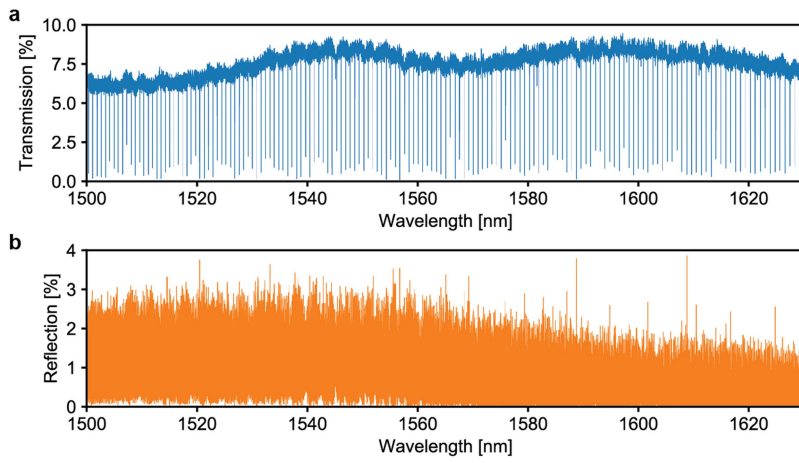 a
10.0
7.5
5.0
2.5
0.0
Transmission [%]
1500 1520 1540 1560 1580 1600 1620
Wavelength [nm]
b
4
3
2
1
0
Reflection [%]
1500 1520 1540 1560 1580 1600 1620
Wavelength [nm]